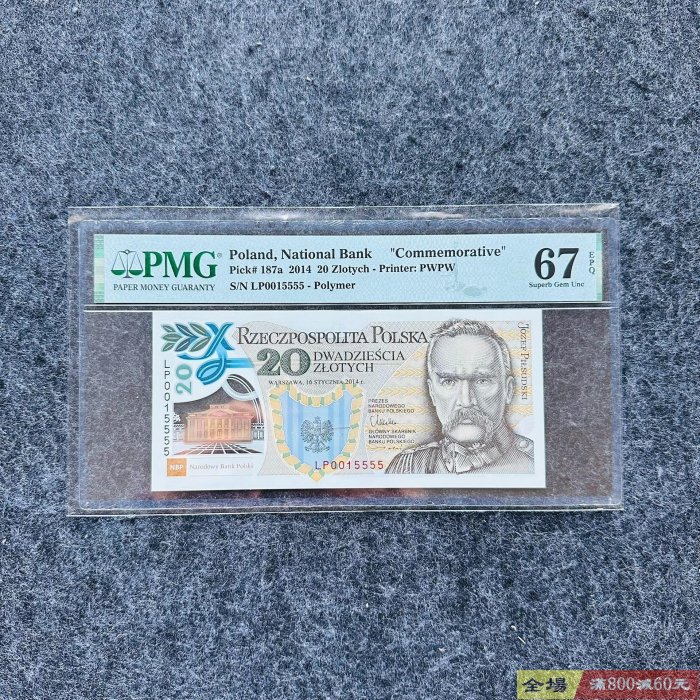 PMG
PAPER MONEY GUARANTY
Poland, National Bank "Commemorative"
Pick# 187a 2014 20 Zlotych - Printer: PWPW
S/N LP0015555 - Polymer
67
EPQ
Superb Gem Unc
RZECZPOSPOLITA POLSKA
20
DWADZIEŚCIA
ZŁOTYCH
WARSZAWA, 16 STYCZNIA 2014 r.
PREZES
NARODOWEGO
BANKU POLSKIEGO
GŁÓWNY SKARBNIK
NARODOWEGO
BANKU POLSKIEGO
JÓZEF PIŁSUDSKI
20
LP0015555
NBP Narodowy Bank Polski
LP0015555
全場 滿800減60元